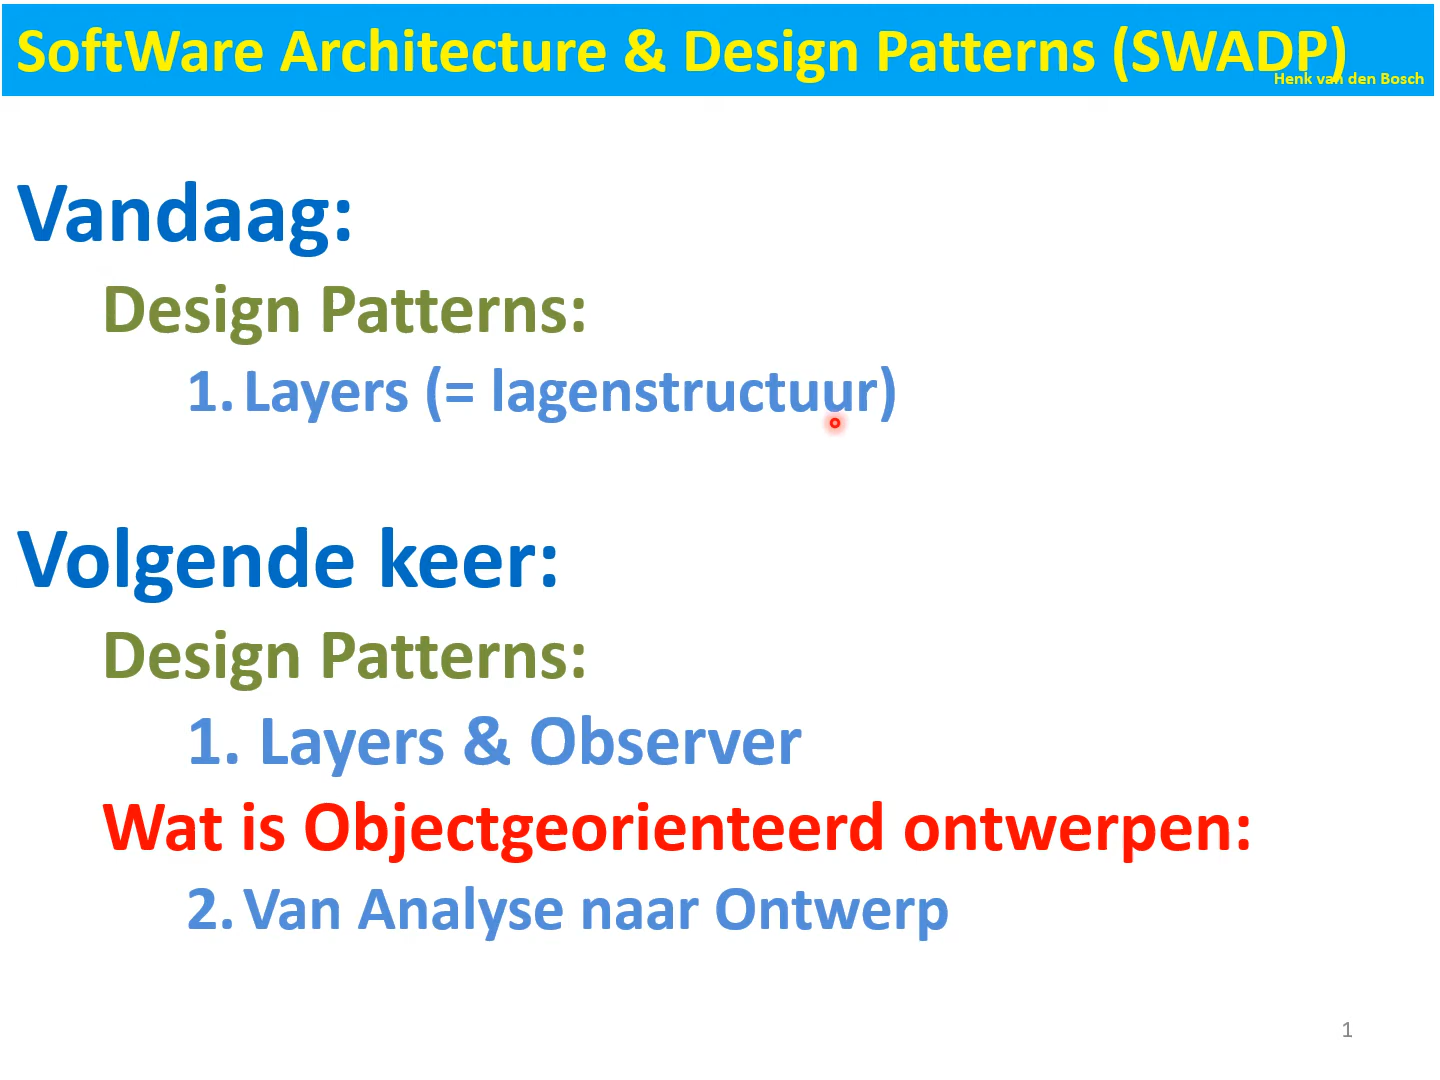 SoftWare Architecture & Design Patterns (SWADP)
Henk van den Bosch
Vandaag:
Design Patterns:
1. Layers (= lagenstructuur)
Volgende keer:
Design Patterns:
1. Layers & Observer
Wat is Objectgeorienteerd ontwerpen:
2. Van Analyse naar Ontwerp
1